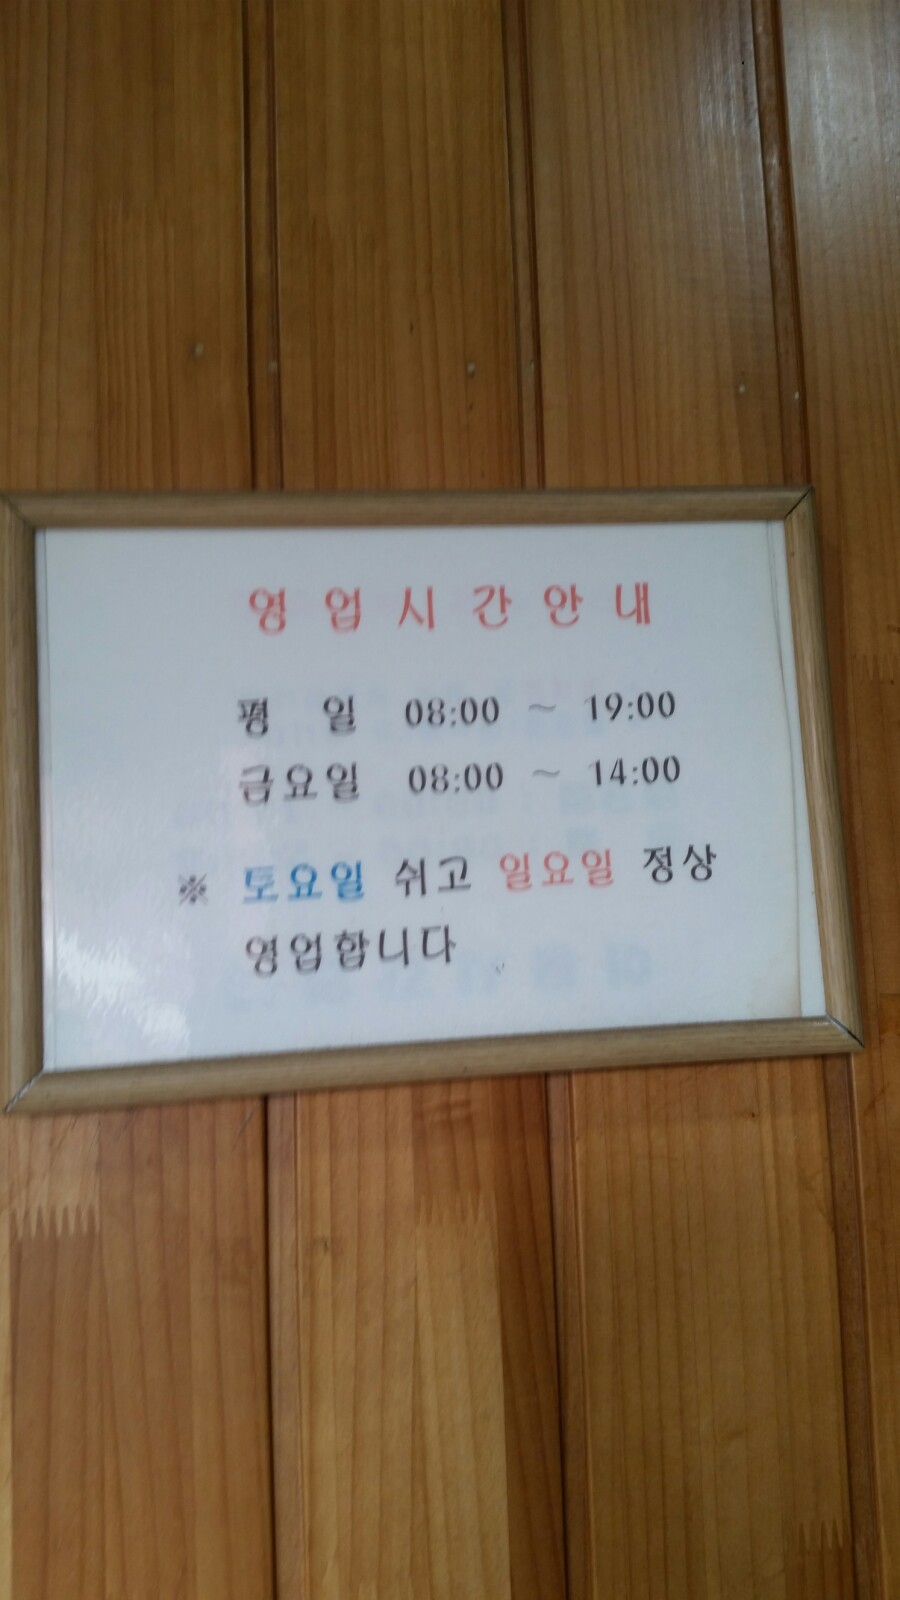 영 업 시 간 안 내
평 일 08:00 ~ 19:00
금요일 08:00 ~ 14:00
※ 토요일 쉬고 일요일 정상
영업합니다